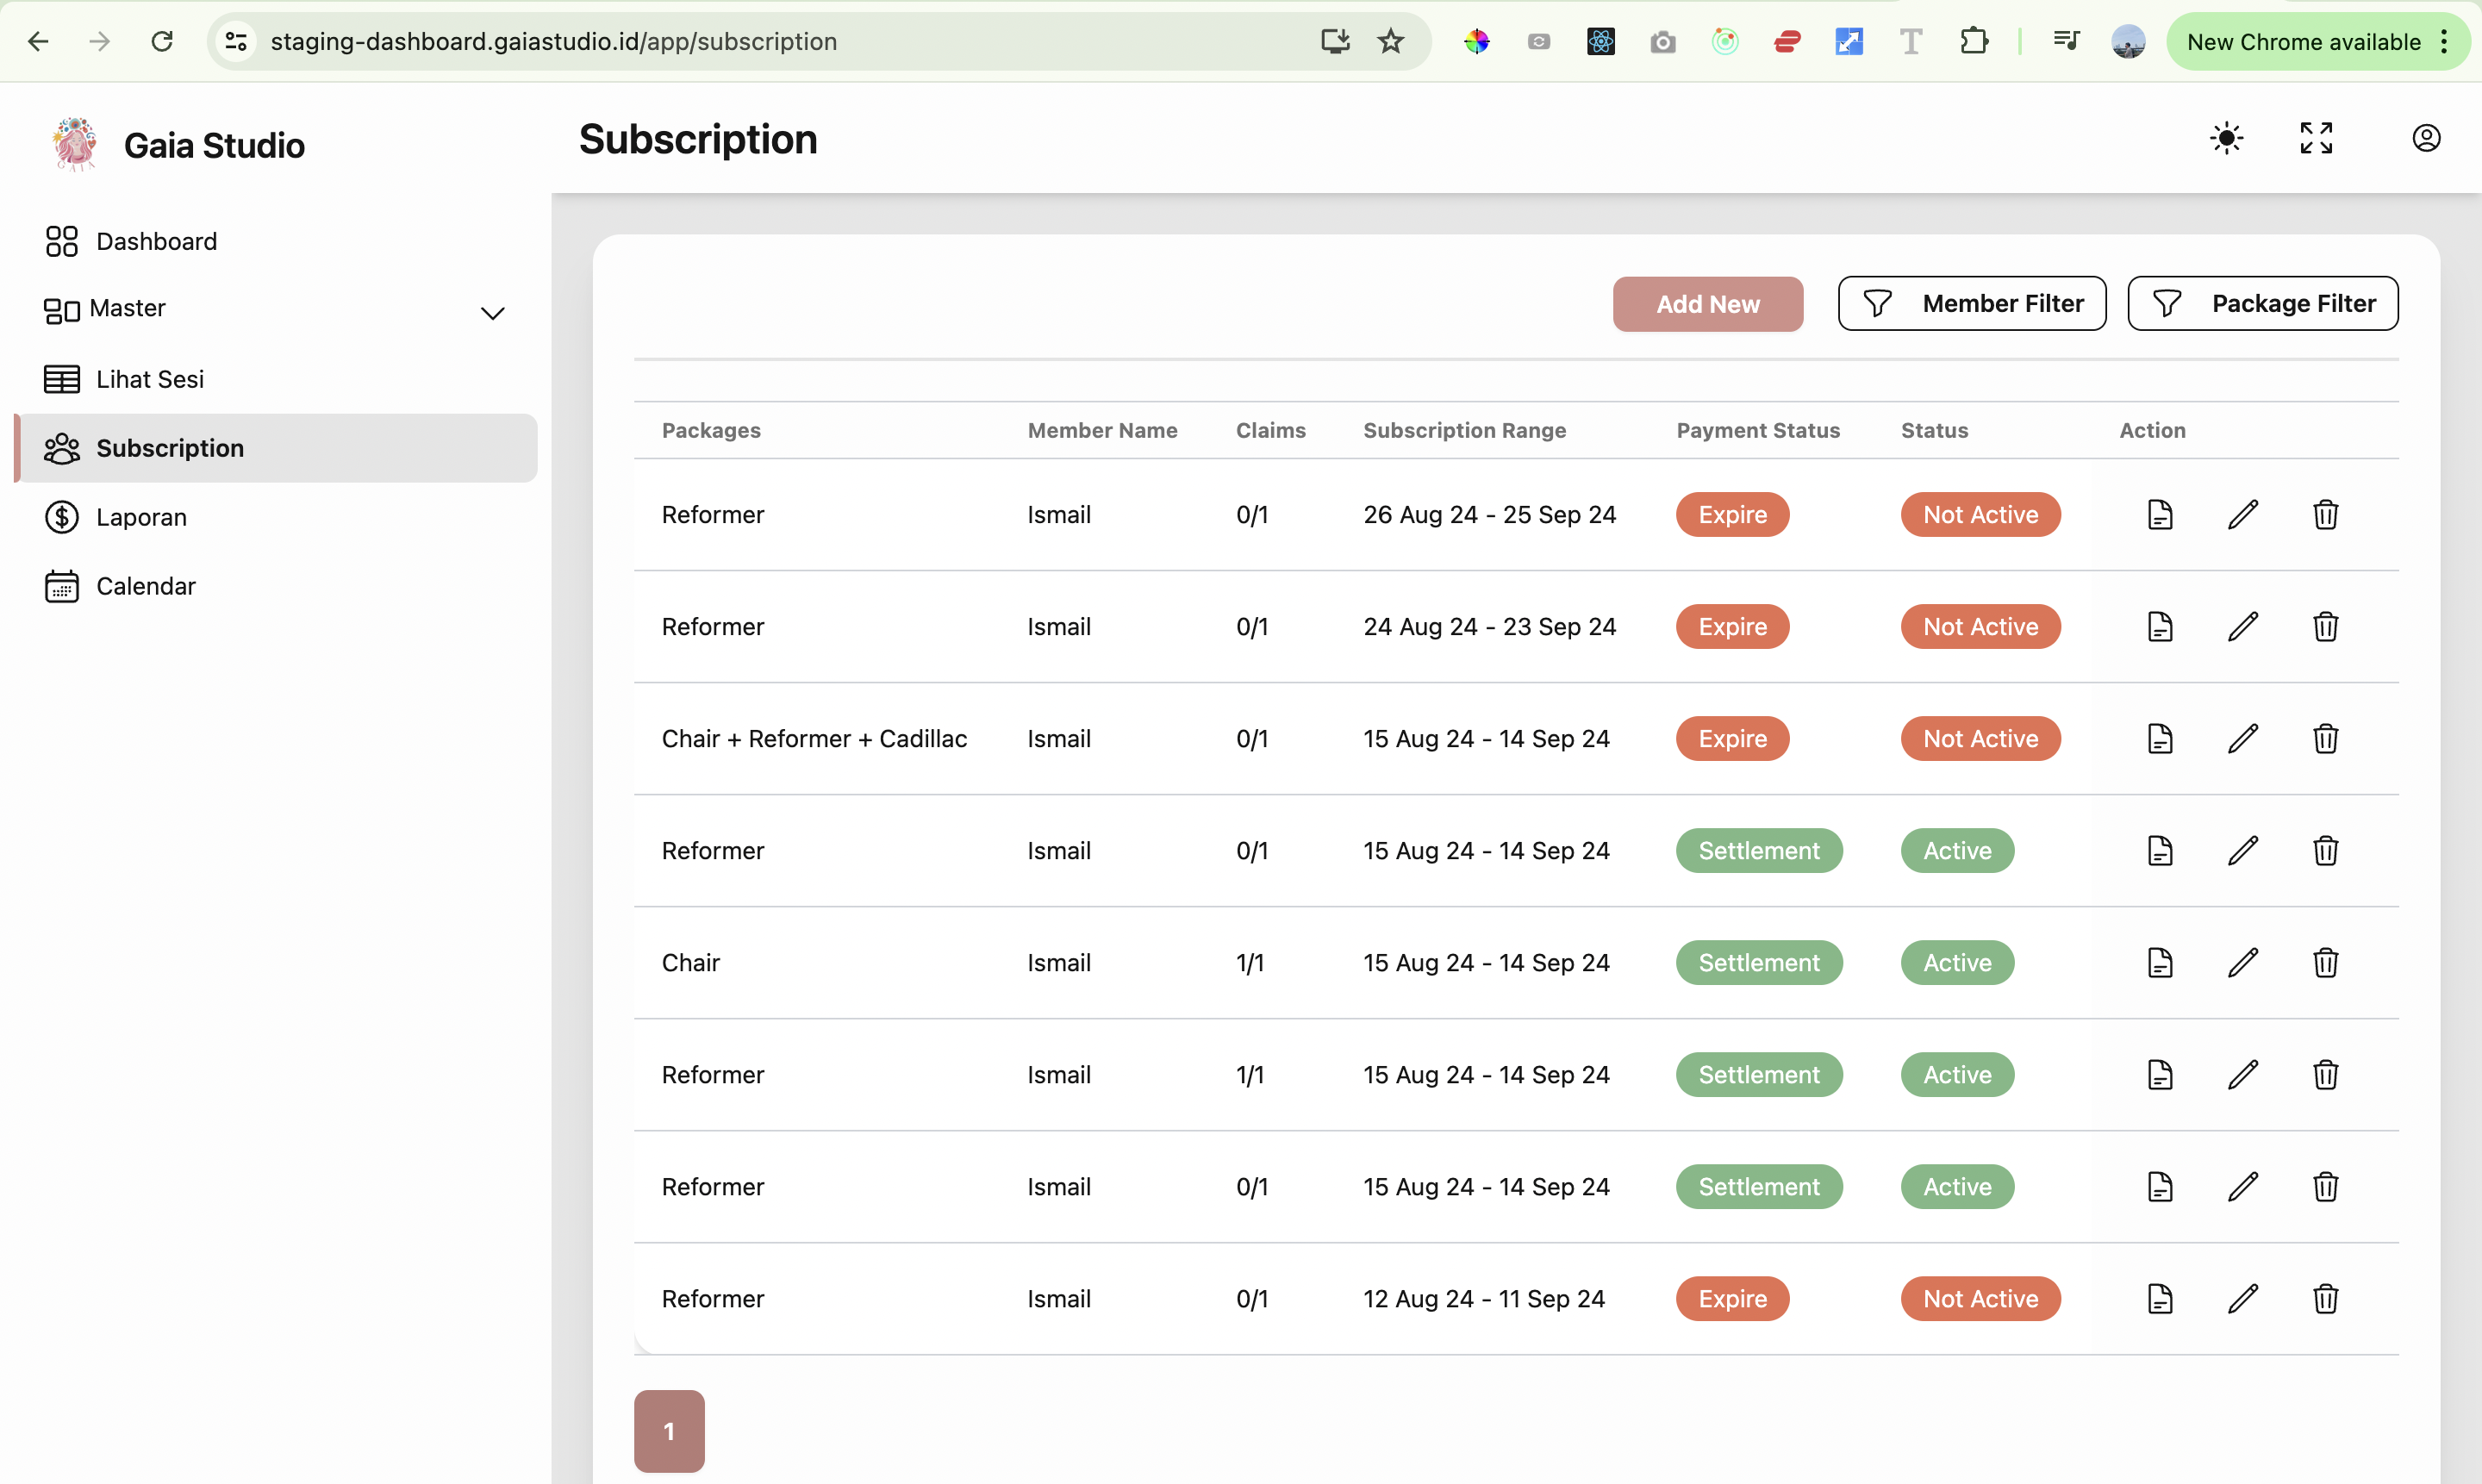 staging-dashboard.gaiastudio.id/app/subscription
New Chrome available
Gaia Studio
Subscription
Dashboard
Master
Lihat Sesi
Subscription
Laporan
Calendar
Add New
Member Filter
Package Filter
Packages Member Name Claims Subscription Range Payment Status Status Action
Reformer Ismail 0/1 26 Aug 24 - 25 Sep 24 Expire Not Active
Reformer Ismail 0/1 24 Aug 24 - 23 Sep 24 Expire Not Active
Chair + Reformer + Cadillac Ismail 0/1 15 Aug 24 - 14 Sep 24 Expire Not Active
Reformer Ismail 0/1 15 Aug 24 - 14 Sep 24 Settlement Active
Chair Ismail 1/1 15 Aug 24 - 14 Sep 24 Settlement Active
Reformer Ismail 1/1 15 Aug 24 - 14 Sep 24 Settlement Active
Reformer Ismail 0/1 15 Aug 24 - 14 Sep 24 Settlement Active
Reformer Ismail 0/1 12 Aug 24 - 11 Sep 24 Expire Not Active
1